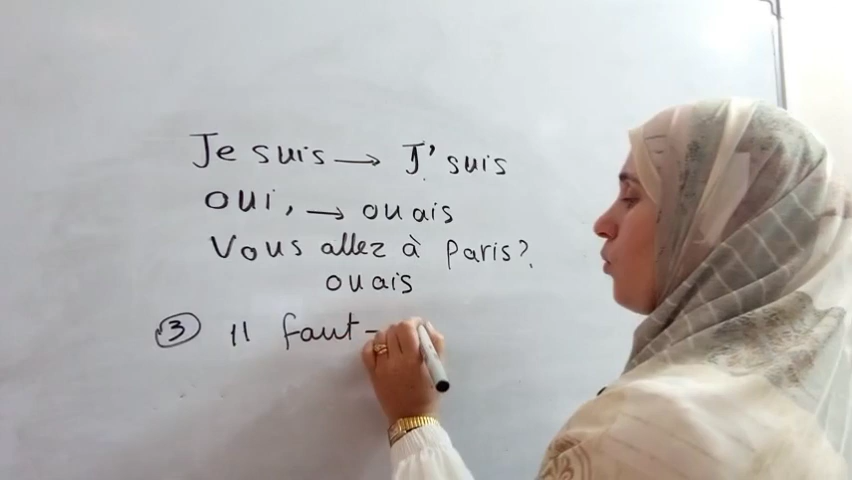 Je suis → J'suis
oui, → ouais
Vous allez à Paris?
ouais
③ Il faut-